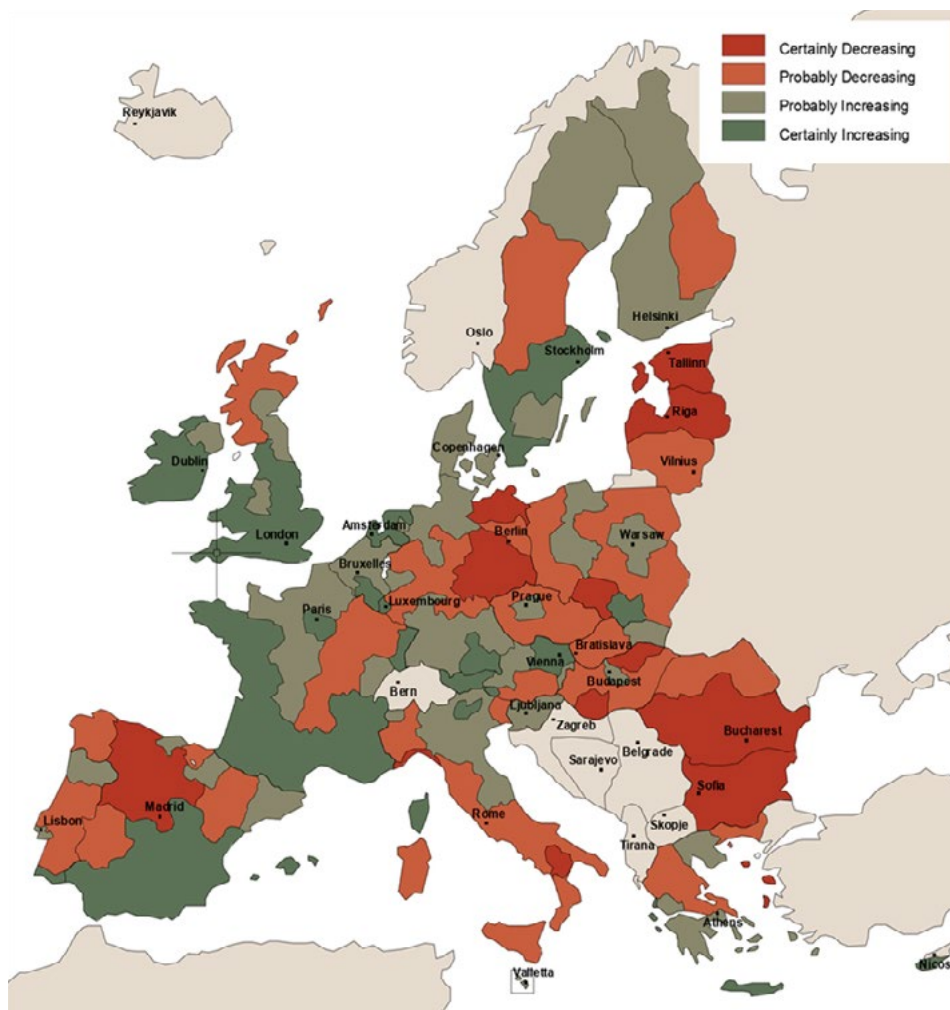 Certainly Decreasing
Probably Decreasing
Probably Increasing
Certainly Increasing
Reykjavik
Helsinki
Oslo
Stockholm
Tallinn
Riga
Copenhagen
Dublin
Vilnius
Amsterdam
Berlin
Warsaw
London
Bruxelles
Prague
Luxembourg
Paris
Bratislava
Vienna
Budapest
Bern
Ljubljana
Zagreb
Bucharest
Belgrade
Sarajevo
Sofia
Madrid
Lisbon
Rome
Skopje
Tirana
Athens
Valletta
Nicos